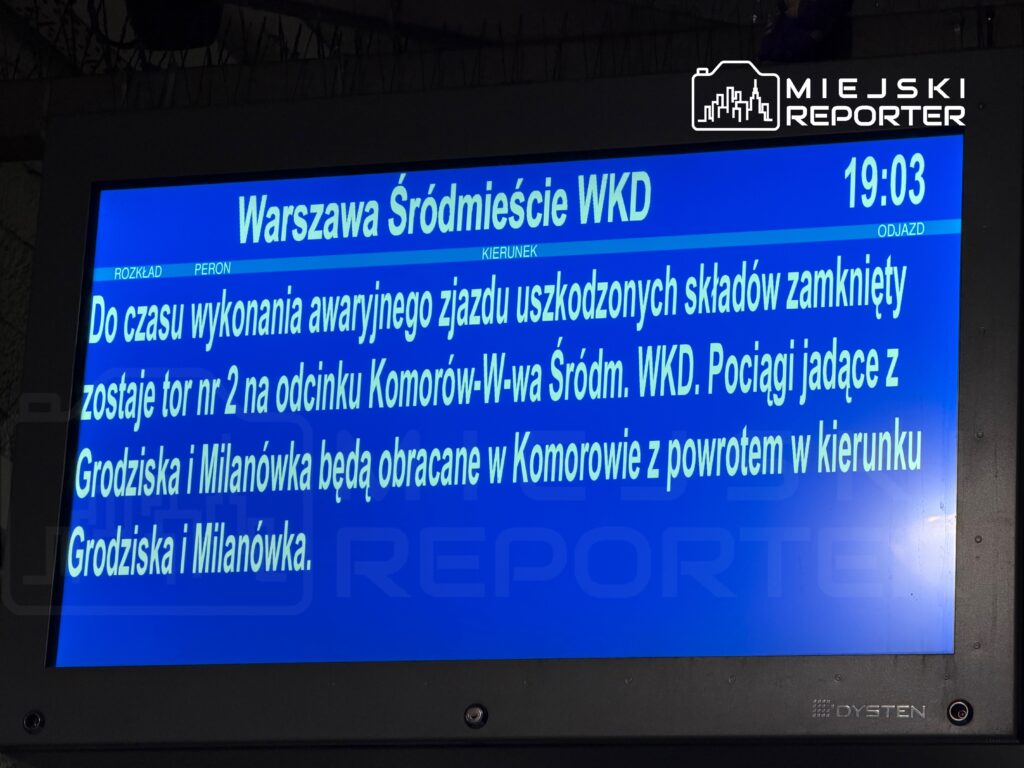 MIEJSKI
REPORTER
Warszawa Śródmieście WKD 19:03
ROZKŁAD PERON KIERUNEK ODJAZD
Do czasu wykonania awaryjnego zjazdu uszkodzonych składów zamknięty
zostaje tor nr 2 na odcinku Komorów-W-wa Śródm. WKD. Pociągi jadące z
Grodziska i Milanówka będą obracane w Komorowie z powrotem w kierunku
Grodziska i Milanówka.
MIEJSKI
REPORTER
DYSTEN